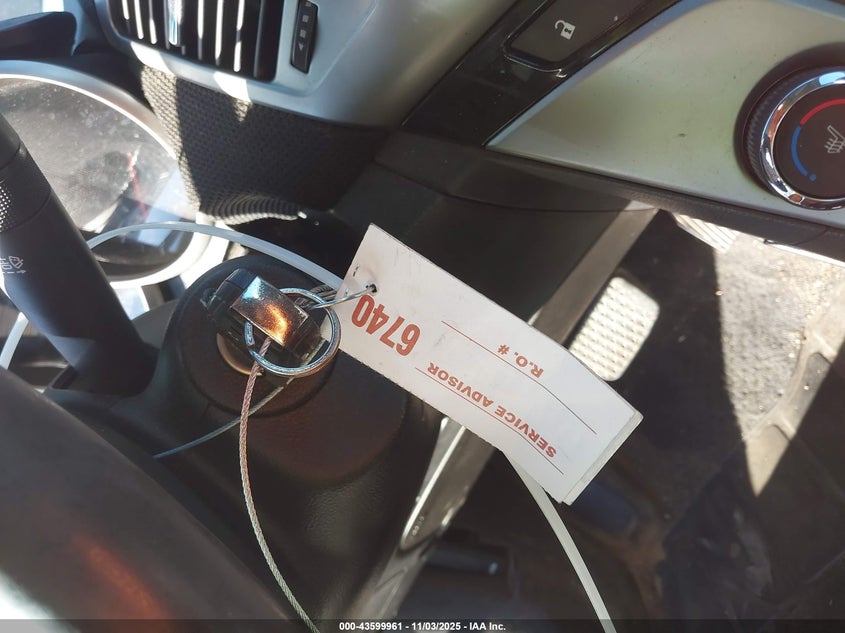 6740
R.O. #
SERVICE ADVISOR
000-43599961 - 11/03/2025 - IAA Inc.